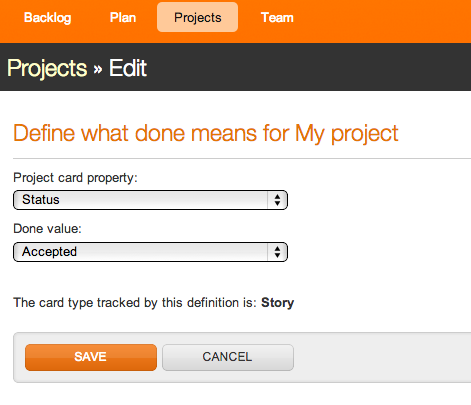 Backlog Plan Projects Team
Projects » Edit
Define what done means for My project
Project card property:
Status
Done value:
Accepted
The card type tracked by this definition is: Story
SAVE CANCEL